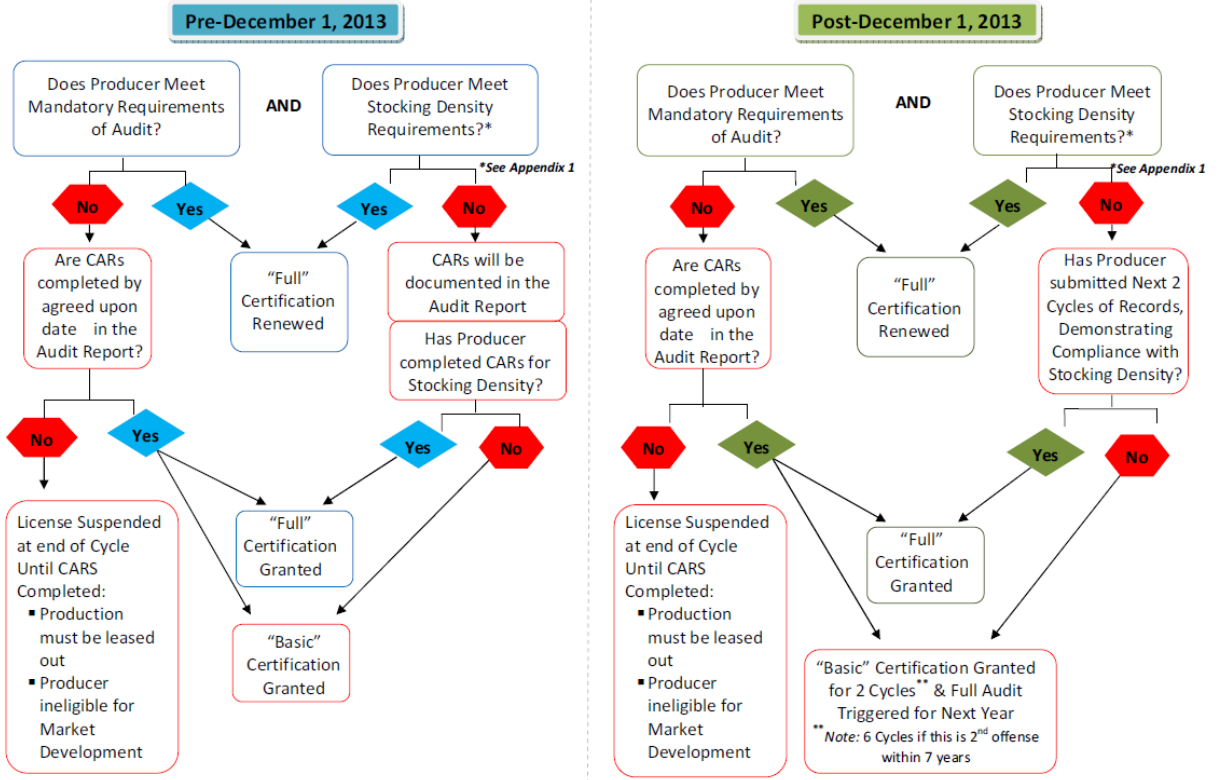 Pre-December 1, 2013
Does Producer Meet
Mandatory Requirements
of Audit?
AND
Does Producer Meet
Stocking Density
Requirements?*
*See Appendix 1
No
Yes
Yes
No
Are CARs
completed by
agreed upon
date in the
Audit Report?
“Full”
Certification
Renewed
CARs will be
documented in the
Audit Report
Has Producer
completed CARs for
Stocking Density?
No
Yes
Yes
No
License Suspended
at end of Cycle
Until CARS
Completed:
▪ Production
must be leased
out
▪ Producer
ineligible for
Market
Development
“Full”
Certification
Granted
“Basic”
Certification
Granted
Post-December 1, 2013
Does Producer Meet
Mandatory Requirements
of Audit?
AND
Does Producer Meet
Stocking Density
Requirements?*
*See Appendix 1
No
Yes
Yes
No
Are CARs
completed by
agreed upon
date in the
Audit Report?
“Full”
Certification
Renewed
Has Producer
submitted Next 2
Cycles of Records,
Demonstrating
Compliance with
Stocking Density?
No
Yes
Yes
No
License Suspended
at end of Cycle
Until CARS
Completed:
▪ Production
must be leased
out
▪ Producer
ineligible for
Market
Development
“Full”
Certification
Granted
“Basic” Certification Granted
for 2 Cycles** & Full Audit
Triggered for Next Year
**Note: 6 Cycles if this is 2nd offense
within 7 years